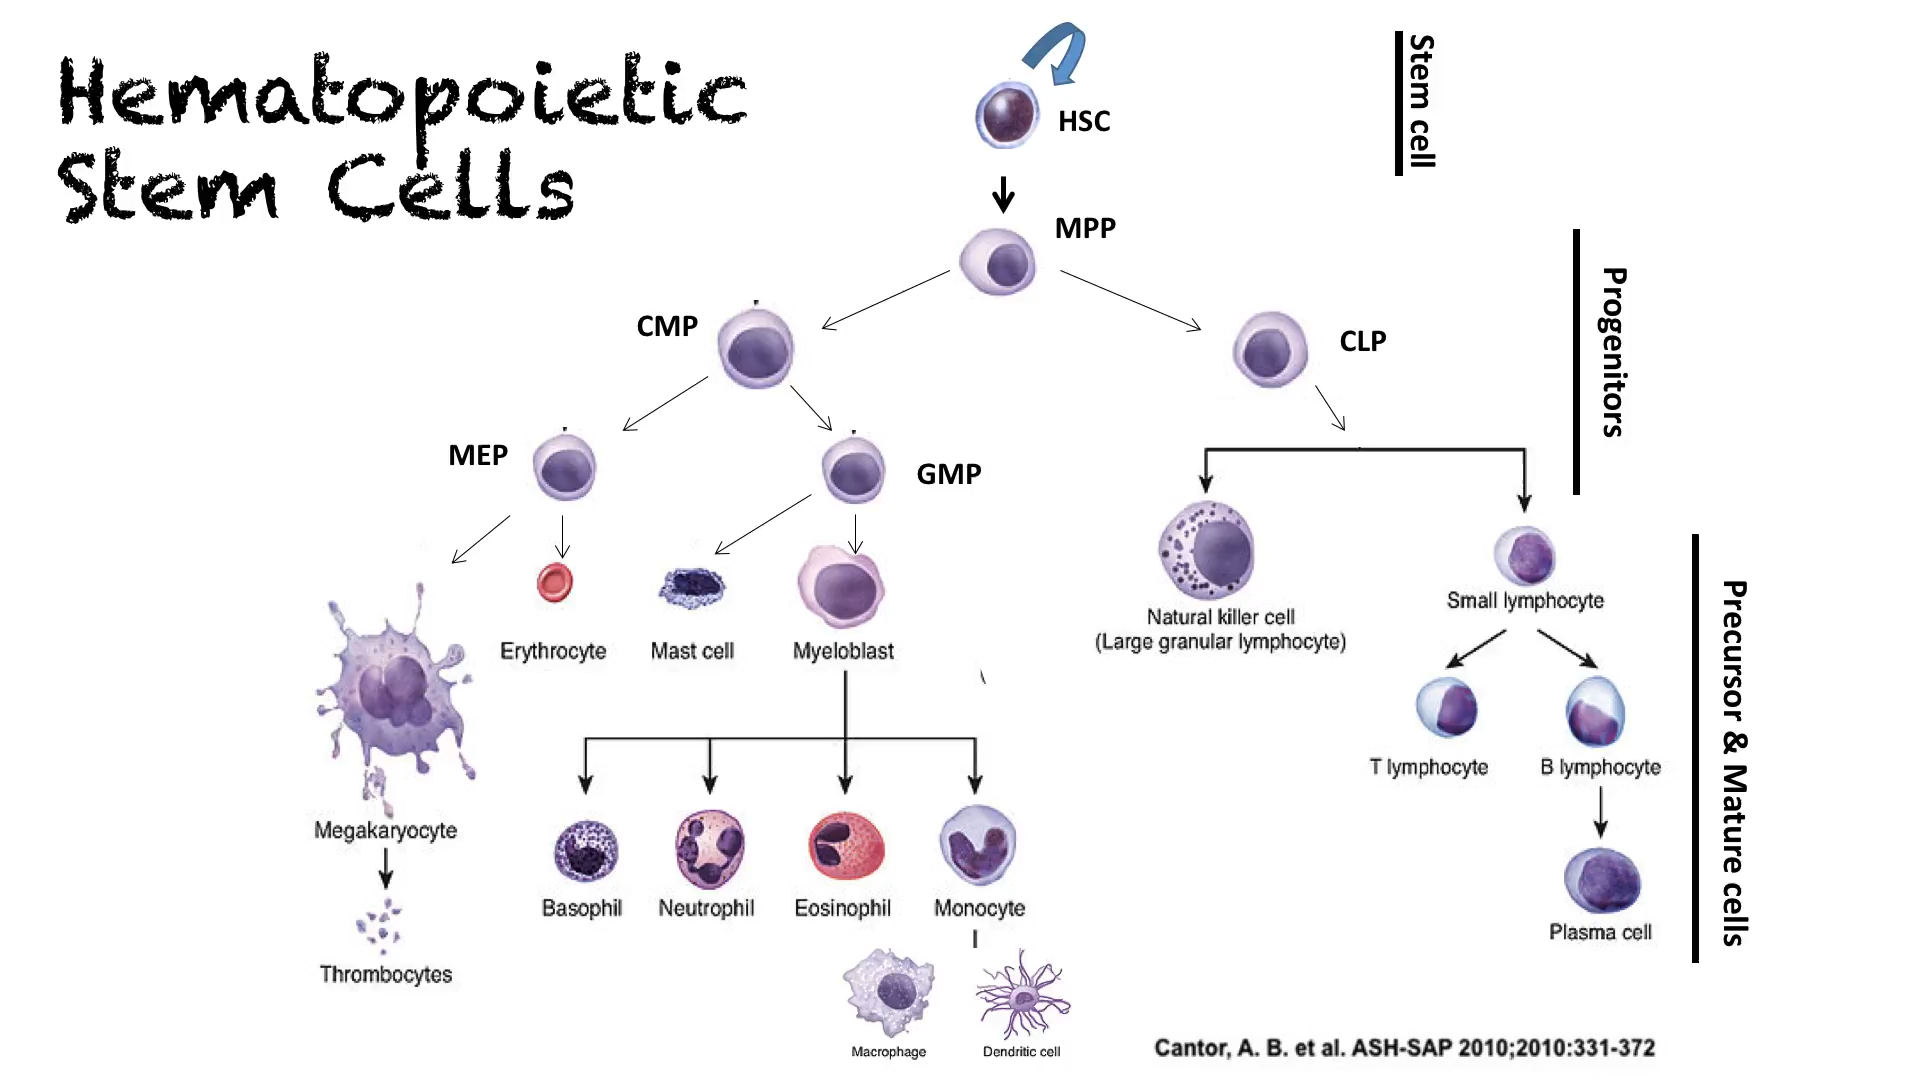 Hematopoietic
Stem Cells
HSC
Stem cell
MPP
CMP
CLP
Progenitors
MEP
GMP
Erythrocyte
Mast cell
Myeloblast
Natural killer cell
(Large granular lymphocyte)
Small lymphocyte
T lymphocyte
B lymphocyte
Precursor & Mature cells
Megakaryocyte
Basophil
Neutrophil
Eosinophil
Monocyte
Plasma cell
Thrombocytes
Macrophage
Dendritic cell
Cantor, A. B. et al. ASH-SAP 2010;2010:331-372